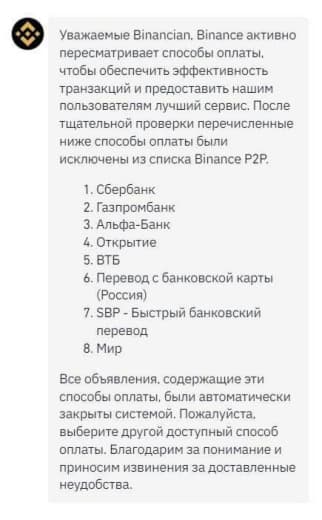 Уважаемые Binancian, Binance активно
пересматривает способы оплаты,
чтобы обеспечить эффективность
транзакций и предоставить нашим
пользователям лучший сервис. После
тщательной проверки перечисленные
ниже способы оплаты были
исключены из списка Binance P2P.
1. Сбербанк
2. Газпромбанк
3. Альфа-Банк
4. Открытие
5. ВТБ
6. Перевод с банковской карты
(Россия)
7. SBP - Быстрый банковский
перевод
8. Мир
Все объявления, содержащие эти
способы оплаты, были автоматически
закрыты системой. Пожалуйста,
выберите другой доступный способ
оплаты. Благодарим за понимание и
приносим извинения за доставленные
неудобства.